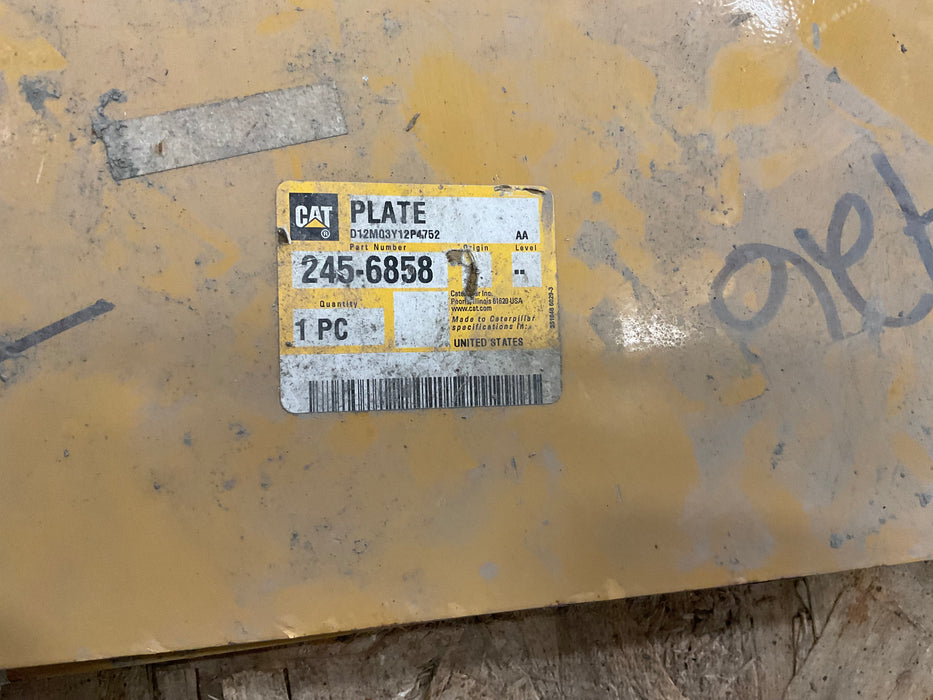 CAT
®
PLATE
D12M03Y12P4752
AA
Part Number
Origin
Level
245-6858
--
Quantity
1 PC
Caterpillar Inc.
Peoria, Illinois 61629 USA
www.cat.com
Made to Caterpillar
specifications in:
UNITED STATES